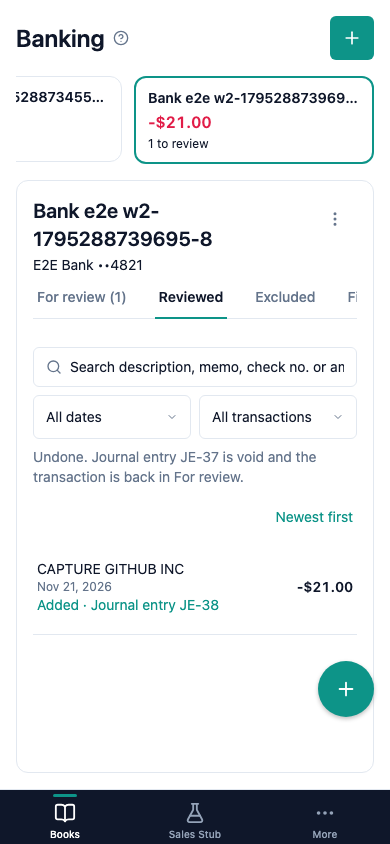 Banking
528873455...
Bank e2e w2-179528873969...
-$21.00
1 to review
Bank e2e w2-
1795288739695-8
E2E Bank ••4821
For review (1) Reviewed Excluded Fi
Search description, memo, check no. or an
All dates All transactions
Undone. Journal entry JE-37 is void and the
transaction is back in For review.
Newest first
CAPTURE GITHUB INC
Nov 21, 2026
-$21.00
Added · Journal entry JE-38
Books Sales Stub More